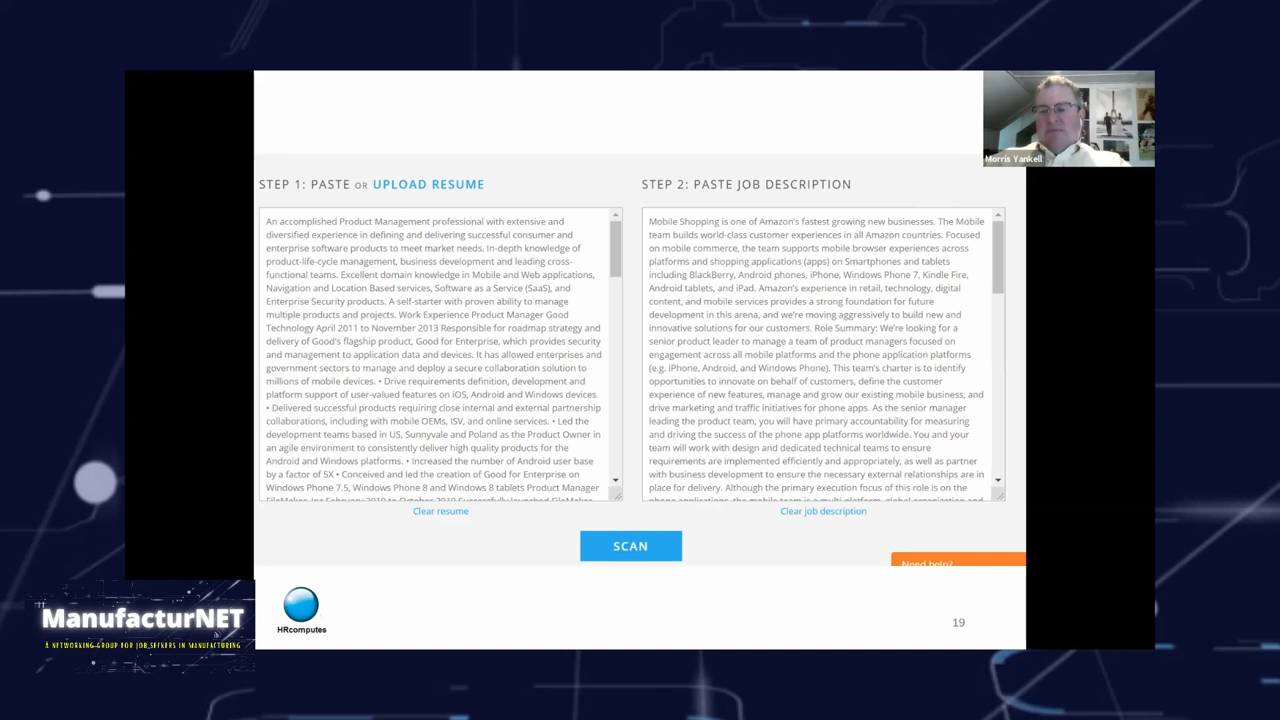 Morris Yankell
STEP 1: PASTE OR UPLOAD RESUME
An accomplished Product Management professional with extensive and
diversified experience in defining and delivering successful consumer and
enterprise software products to meet market needs. In-depth knowledge of
product-life-cycle management, business development and leading cross-
functional teams. Excellent domain knowledge in Mobile and Web applications,
Navigation and Location Based services, Software as a Service (SaaS), and
Enterprise Security products. A self-starter with proven ability to manage
multiple products and projects. Work Experience Product Manager Good
Technology April 2011 to November 2013 Responsible for roadmap strategy and
delivery of Good's flagship product, Good for Enterprise, which provides security
and management to application data and devices. It has allowed enterprises and
government sectors to manage and deploy a secure collaboration solution to
millions of mobile devices. • Drive requirements definition, development and
platform support of user-valued features on iOS, Android and Windows devices.
• Delivered successful products requiring close internal and external partnership
collaborations, including with mobile OEMs, ISV, and online services. • Led the
development teams based in US, Sunnyvale and Poland as the Product Owner in
an agile environment to consistently deliver high quality products for the
Android and Windows platforms. • Increased the number of Android user base
by a factor of 5X • Conceived and led the creation of Good for Enterprise on
Windows Phone 7.5, Windows Phone 8 and Windows 8 tablets Product Manager
FileMaker, Inc February 2010 to October 2010 Successfully launched FileMaker
Clear resume
STEP 2: PASTE JOB DESCRIPTION
Mobile Shopping is one of Amazon's fastest growing new businesses. The Mobile
team builds world-class customer experiences in all Amazon countries. Focused
on mobile commerce, the team supports mobile browser experiences across
platforms and shopping applications (apps) on Smartphones and tablets
including BlackBerry, Android phones, iPhone, Windows Phone 7, Kindle Fire,
Android tablets, and iPad. Amazon's experience in retail, technology, digital
content, and mobile services provides a strong foundation for future
development in this arena, and we're moving aggressively to build new and
innovative solutions for our customers. Role Summary: We're looking for a
senior product leader to manage a team of product managers focused on
engagement across all mobile platforms and the phone application platforms
(e.g. iPhone, Android, and Windows Phone). This team's charter is to identify
opportunities to innovate on behalf of customers, define the customer
experience of new features, manage and grow our existing mobile business, and
drive marketing and traffic initiatives for phone apps. As the senior manager
leading the product team, you will have primary accountability for measuring
and driving the success of the phone app platforms worldwide. You and your
team will work with design and dedicated technical teams to ensure
requirements are implemented efficiently and appropriately, as well as partner
with business development to ensure the necessary external relationships are in
place for delivery. Although the primary execution focus of this role is on the
phone applications, the mobile team is a multi-platform, global organization and
Clear job description
SCAN
Need help?
HRcomputes
19
ManufacturNET
A NETWORKING GROUP FOR JOB SEEKERS IN MANUFACTURING